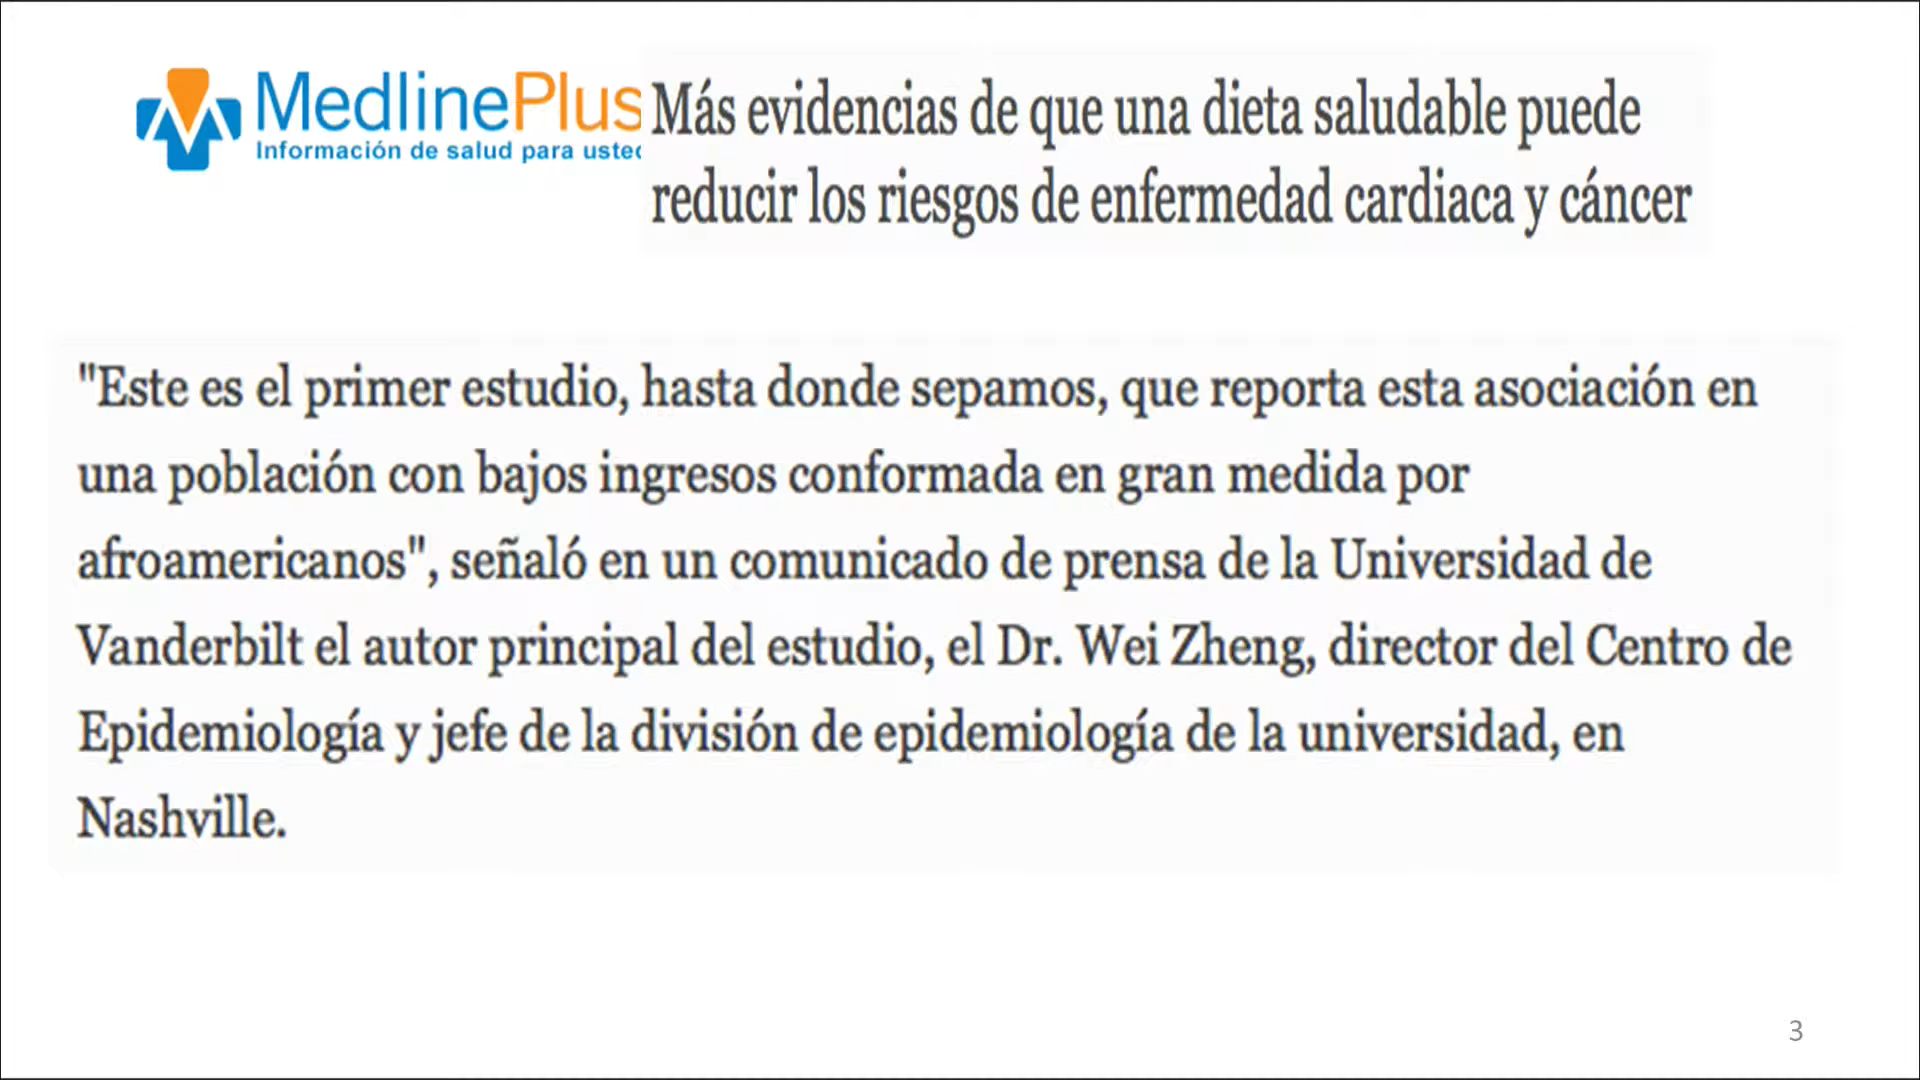 MedlinePlus
Información de salud para usted
Más evidencias de que una dieta saludable puede
reducir los riesgos de enfermedad cardiaca y cáncer
"Este es el primer estudio, hasta donde sepamos, que reporta esta asociación en
una población con bajos ingresos conformada en gran medida por
afroamericanos", señaló en un comunicado de prensa de la Universidad de
Vanderbilt el autor principal del estudio, el Dr. Wei Zheng, director del Centro de
Epidemiología y jefe de la división de epidemiología de la universidad, en
Nashville.
3